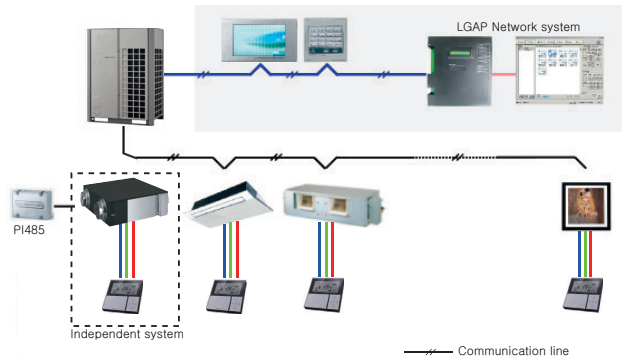 LGAP Network system
PI485
Independent system
Communication line